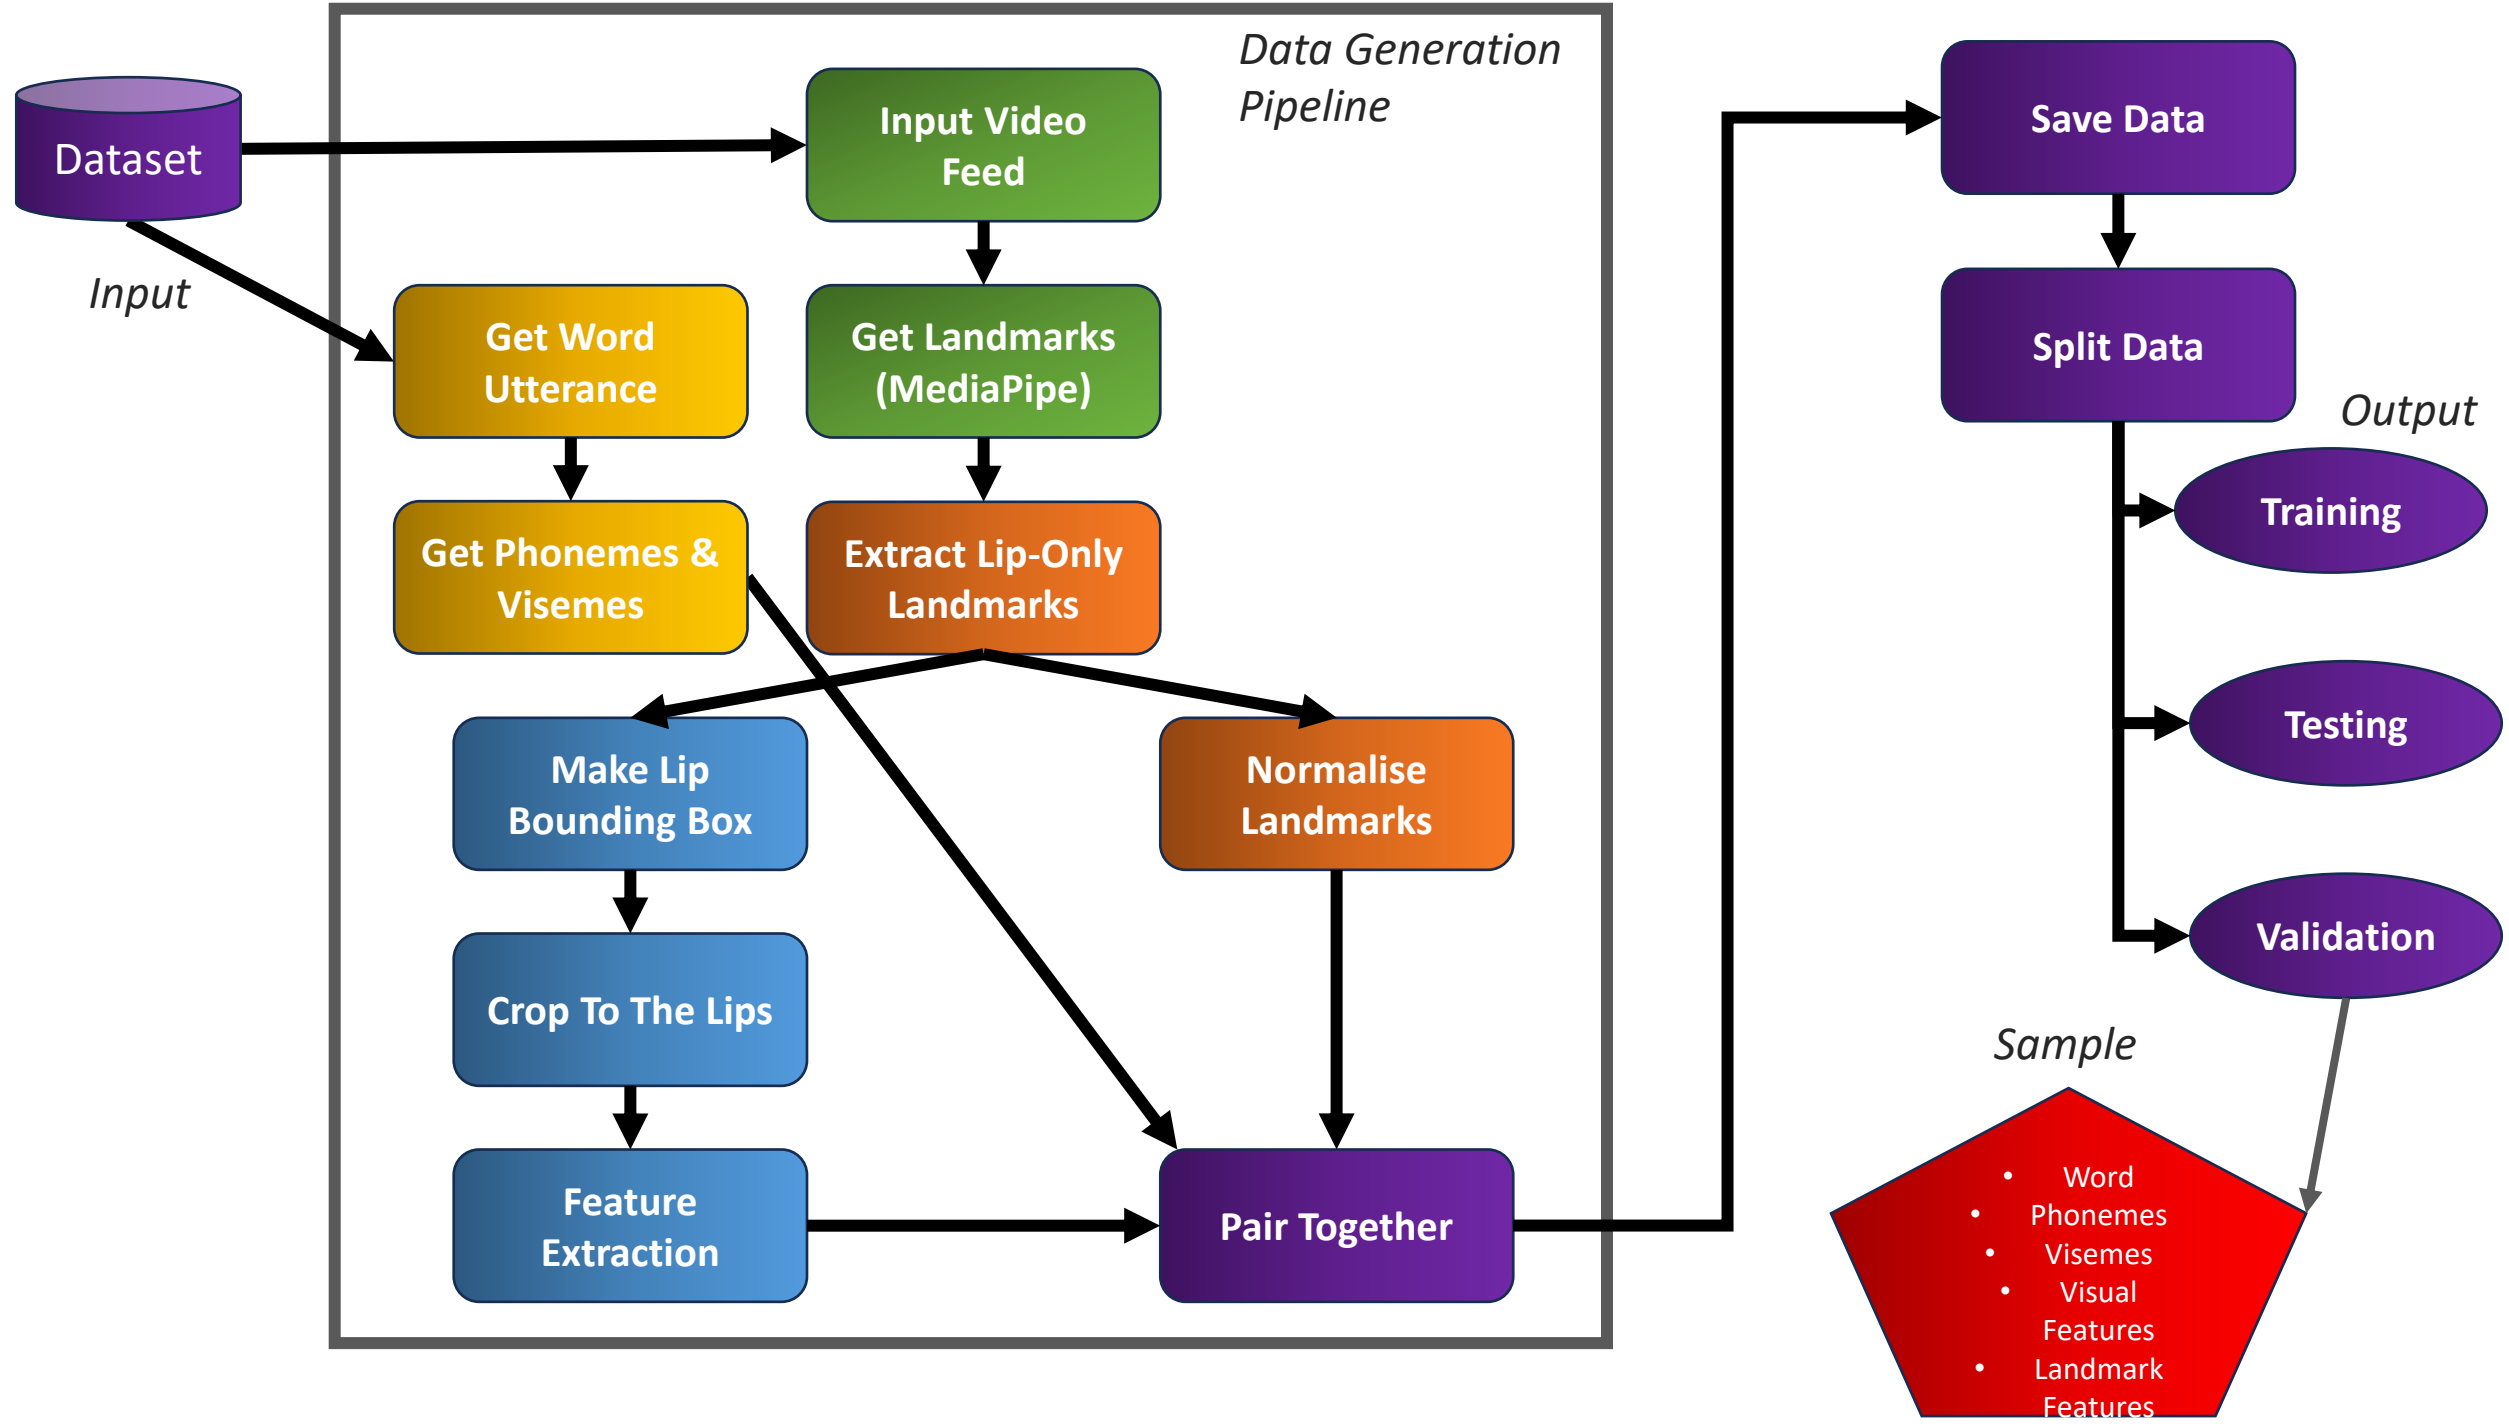 Data Generation
Pipeline
Dataset
Input
Input Video
Feed
Get Word
Utterance
Get Landmarks
(MediaPipe)
Get Phonemes &
Visemes
Extract Lip-Only
Landmarks
Make Lip
Bounding Box
Normalise
Landmarks
Crop To The Lips
Feature
Extraction
Pair Together
Save Data
Split Data
Output
Training
Testing
Validation
Sample
• Word
• Phonemes
• Visemes
• Visual
Features
• Landmark
Features